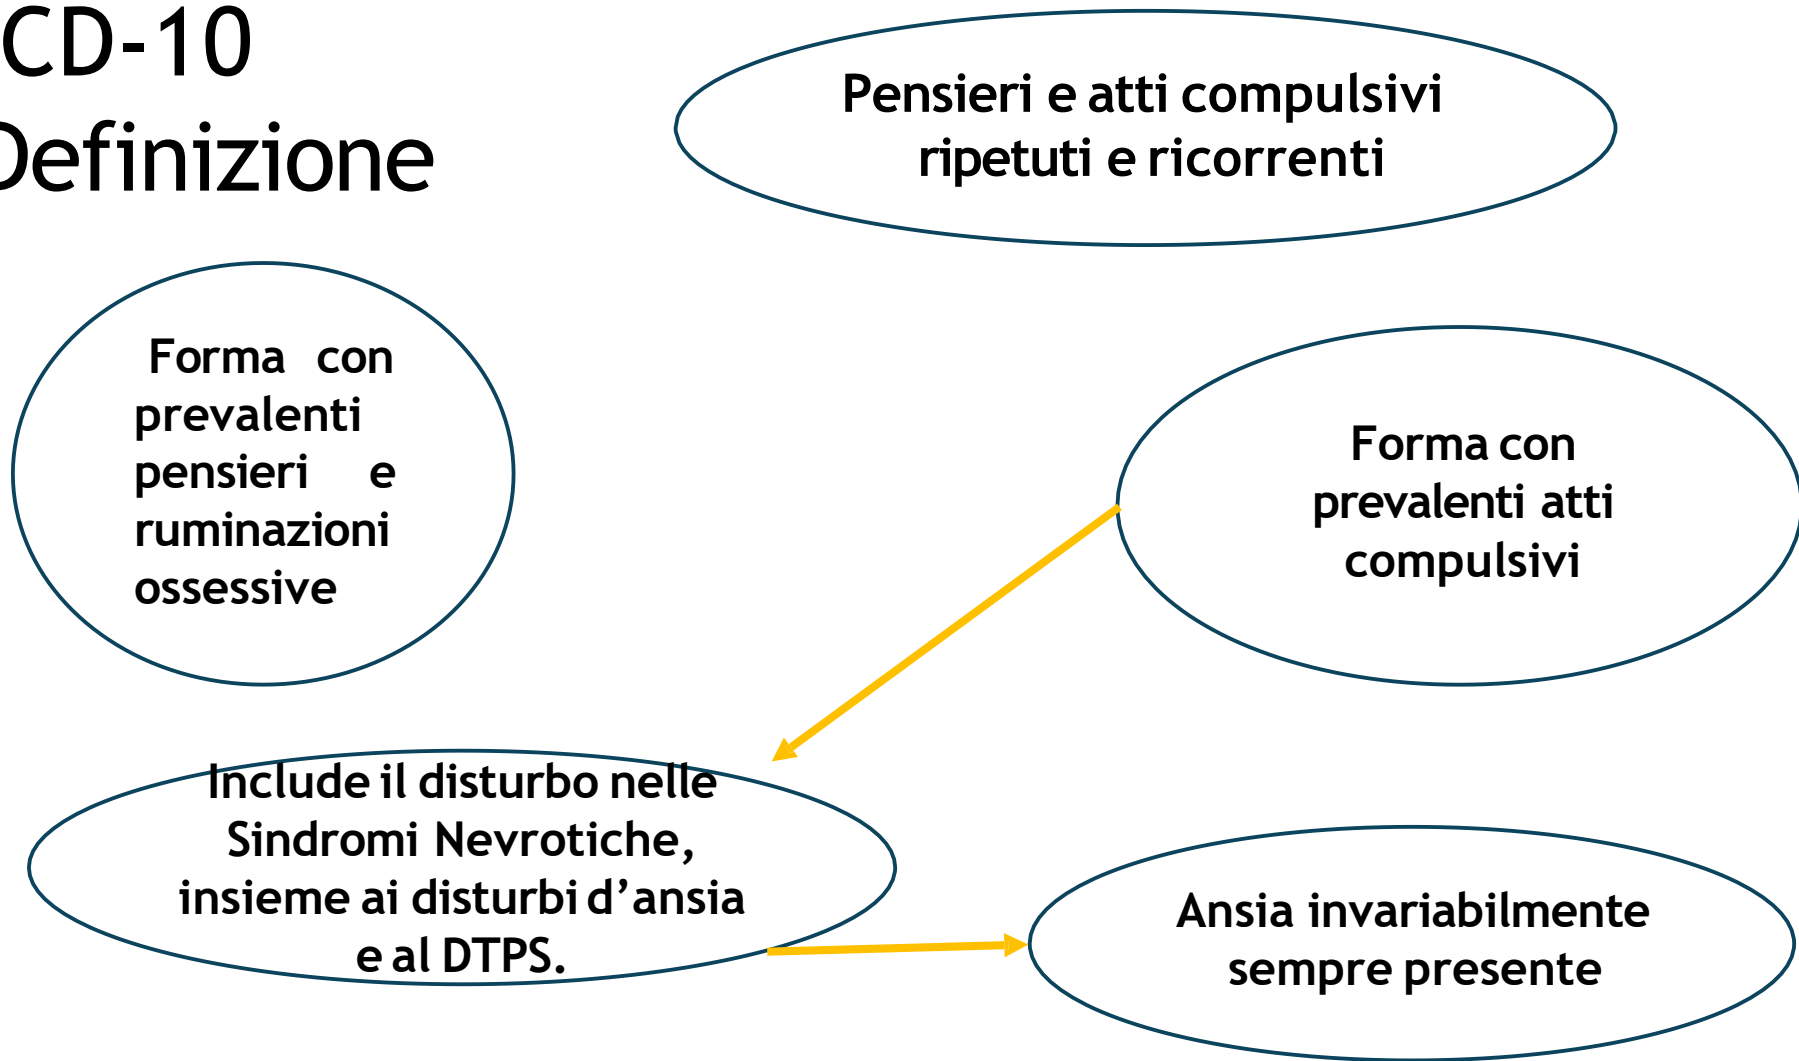 CD-10
Definizione
Pensieri e atti compulsivi
ripetuti e ricorrenti
Forma con
prevalenti
pensieri e
ruminazioni
ossessive
Forma con
prevalenti atti
compulsivi
Include il disturbo nelle
Sindromi Nevrotiche,
insieme ai disturbi d’ansia
e al DTPS.
Ansia invariabilmente
sempre presente